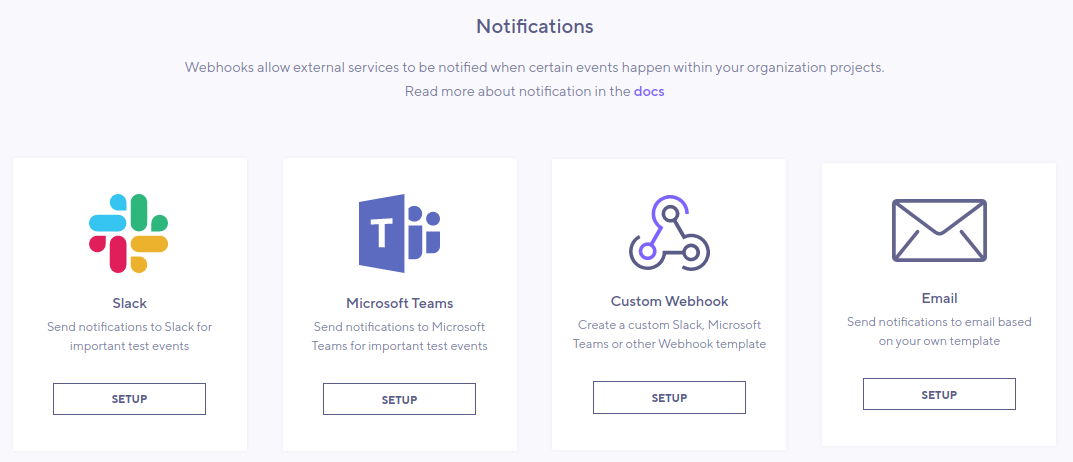 Notifications
Webhooks allow external services to be notified when certain events happen within your organization projects.
Read more about notification in the docs
T
Slack
Send notifications to Slack for
important test events
SETUP
Microsoft Teams
Send notifications to Microsoft
Teams for important test events
SETUP
Custom Webhook
Create a custom Slack, Microsoft
Teams or other Webhook template
SETUP
Email
Send notifications to email based
on your own template
SETUP